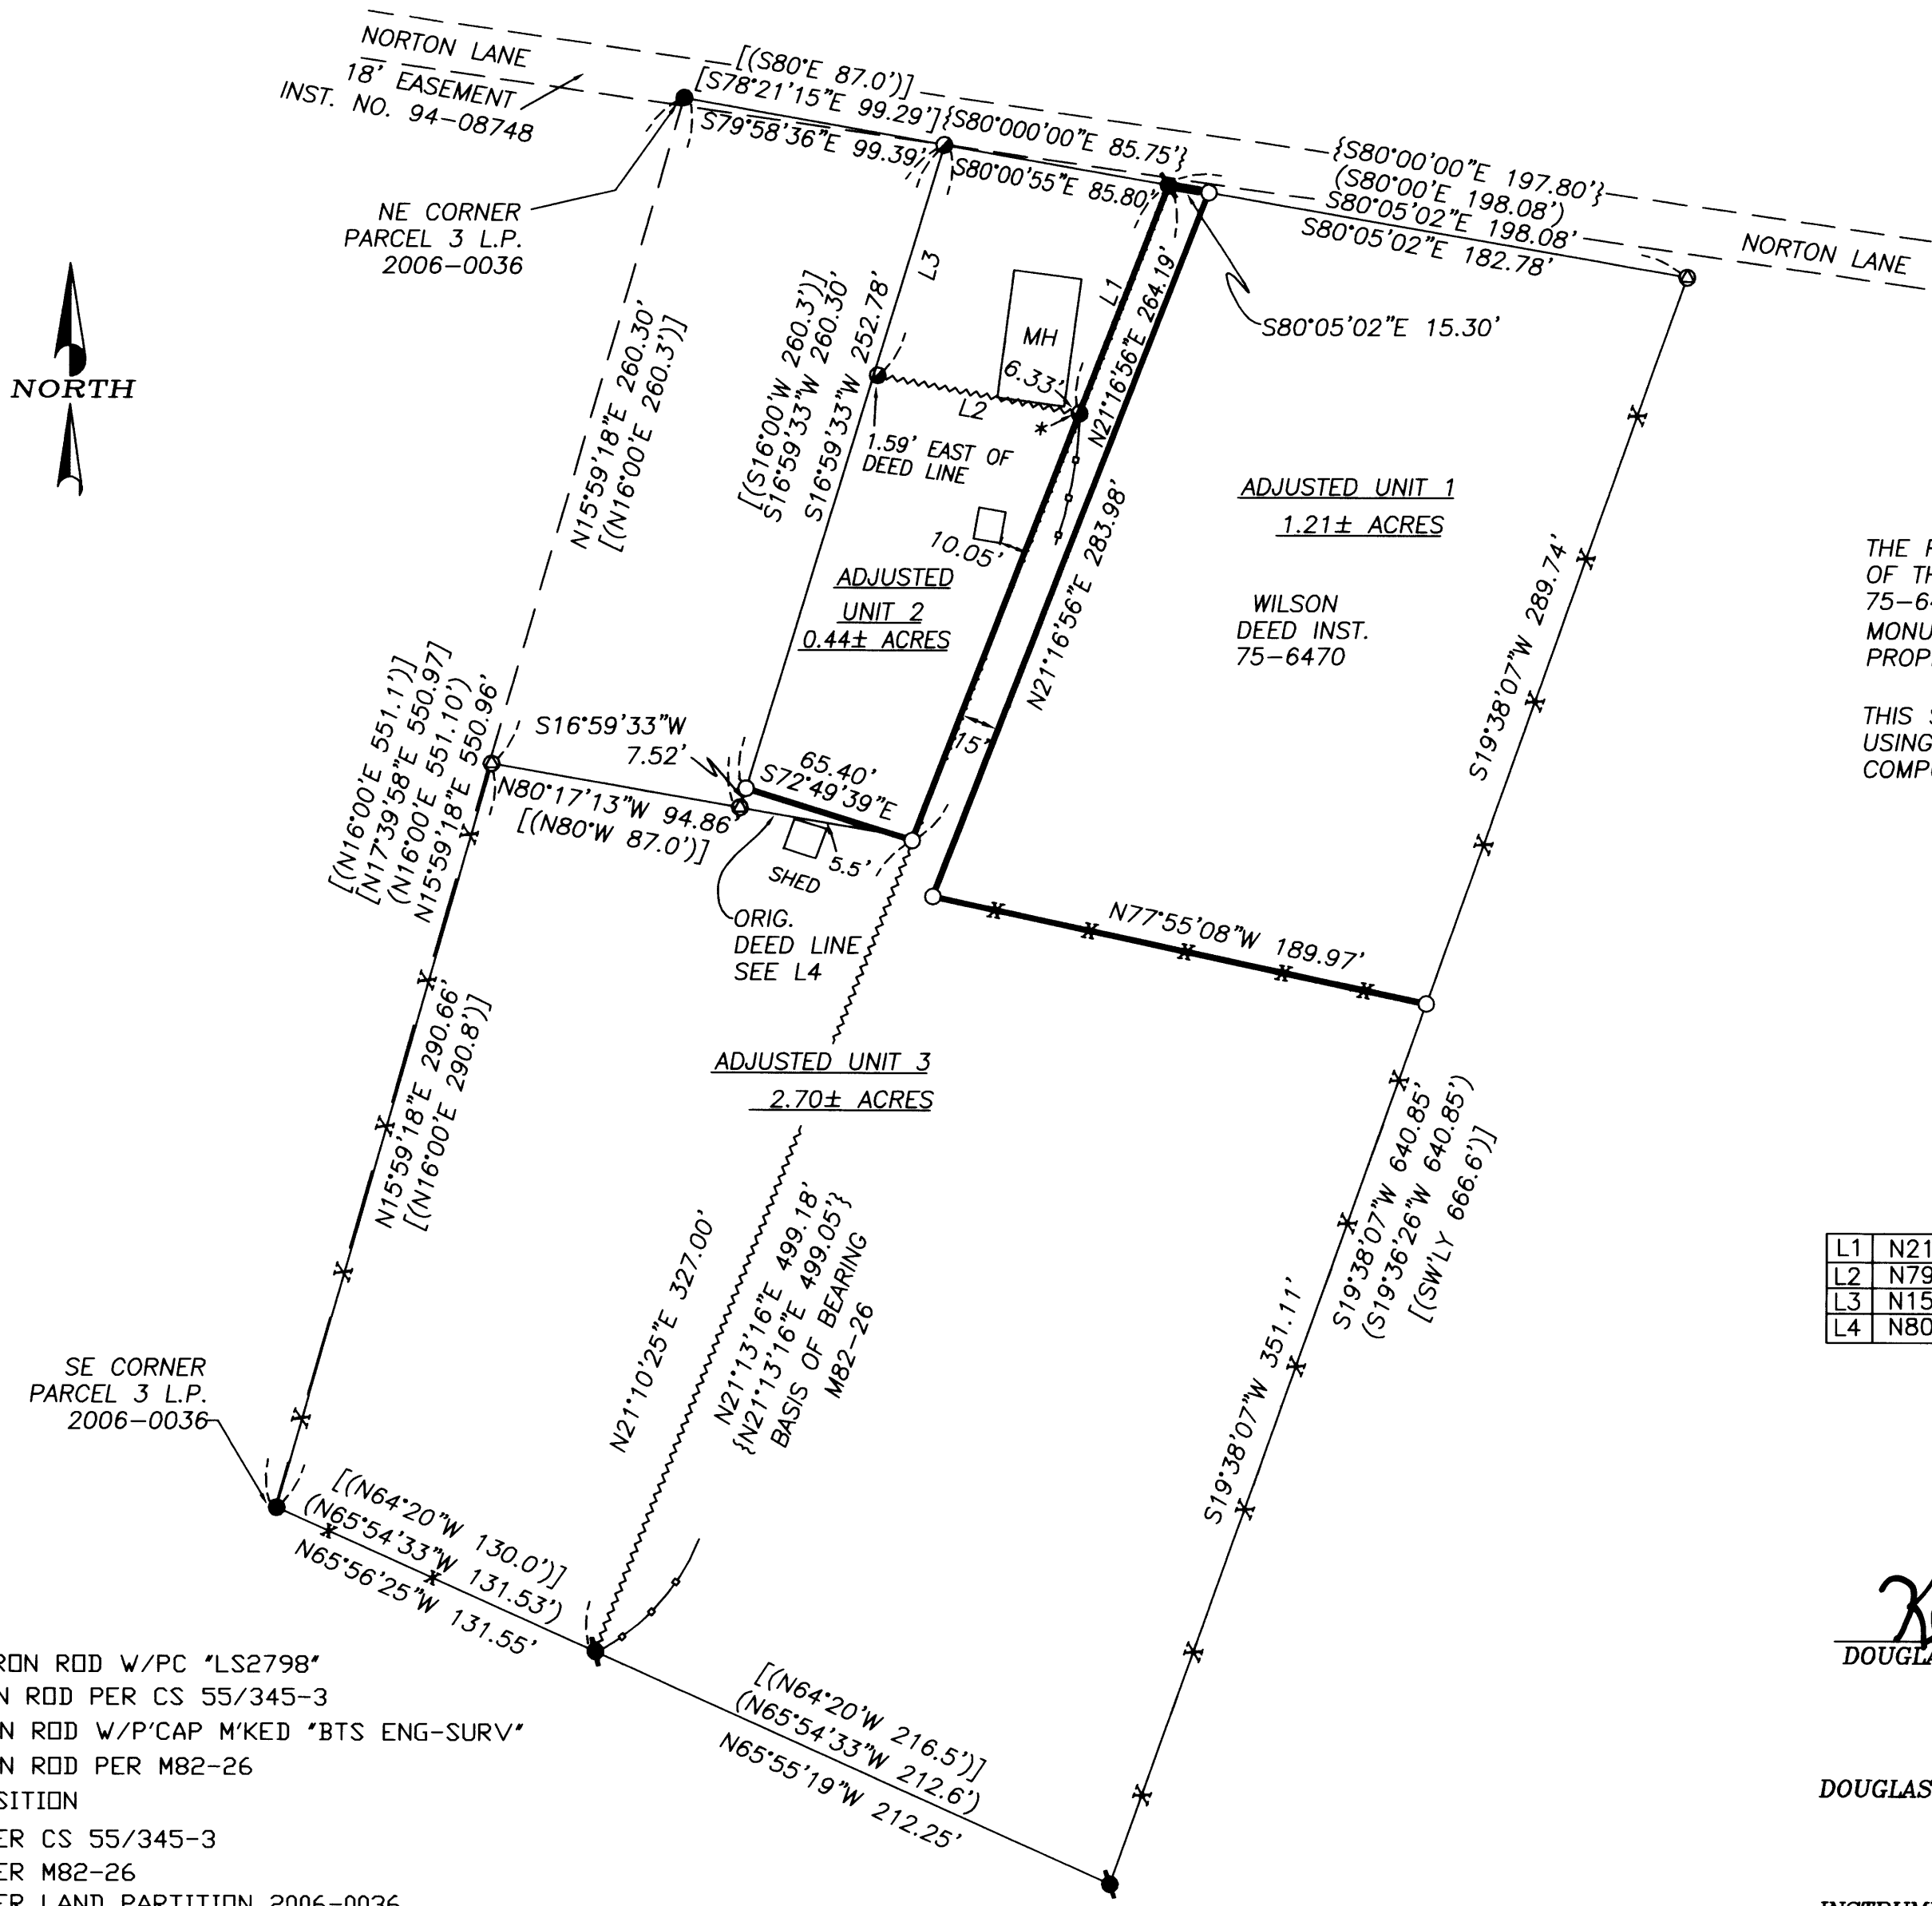 NORTON LANE
18' EASEMENT
INST. NO. 94-08748
[(S80°E 87.0')]
[S78°21'15"E 99.29']
S79°58'36"E 99.39'
{S80°000'00"E 85.75'}
S80°00'55"E 85.80'
{S80°00'00"E 197.80'}
(S80°00'E 198.08')
S80°05'02"E 198.08'
S80°05'02"E 182.78'
NORTON LANE
S80°05'02"E 15.30'
NE CORNER
PARCEL 3 L.P.
2006-0036
NORTH
N15°59'18"E 260.30'
[(N16°00'E 260.3')]
[(S16°00'W 260.3')]
S16°59'33"W 260.30'
S16°59'33"W 252.78'
L3
L1
MH
6.33'
L2
*
1.59' EAST OF
DEED LINE
N21°16'56"E 264.19'
N21°16'56"E 283.98'
10.05'
ADJUSTED
UNIT 2
0.44± ACRES
ADJUSTED UNIT 1
1.21± ACRES
WILSON
DEED INST.
75-6470
S19°38'07"W 289.74'
THE P
OF TH
75-64
MONU
PROP
THIS S
USING
COMP
[(N16°00'E 551.1')]
[N17°39'58"E 550.97]
(N16°00'E 551.10')
N15°59'18"E 550.96'
S16°59'33"W
7.52'
65.40'
S72°49'39"E
15'
N80°17'13"W 94.86'
[(N80°W 87.0')]
SHED
5.5'
ORIG.
DEED LINE
SEE L4
N77°55'08"W 189.97'
N15°59'18"E 290.66'
[(N16°00'E 290.8')]
ADJUSTED UNIT 3
2.70± ACRES
N21°10'25"E 327.00'
N21°13'16"E 499.18'
{N21°13'16"E 499.05'}
BASIS OF BEARING
M82-26
S19°38'07"W 640.85'
(S19°36'26"W 640.85')
[(SW'LY 666.6')]
S19°38'07"W 351.11'
L1 N21
L2 N79
L3 N15
L4 N80
SE CORNER
PARCEL 3 L.P.
2006-0036
[(N64°20"W 130.0')]
(N65°54'33"W 131.53')
N65°56'25"W 131.55'
[(N64°20'W 216.5')]
(N65°54'33"W 212.6')
N65°55'19"W 212.25'
RON ROD W/PC "LS2798"
N ROD PER CS 55/345-3
N ROD W/P'CAP M'KED "BTS ENG-SURV"
N ROD PER M82-26
SITION
ER CS 55/345-3
ER M82-26
ER LAND PARTITION 2006-0036
DOUGLA
DOUGLAS
INSTRUM